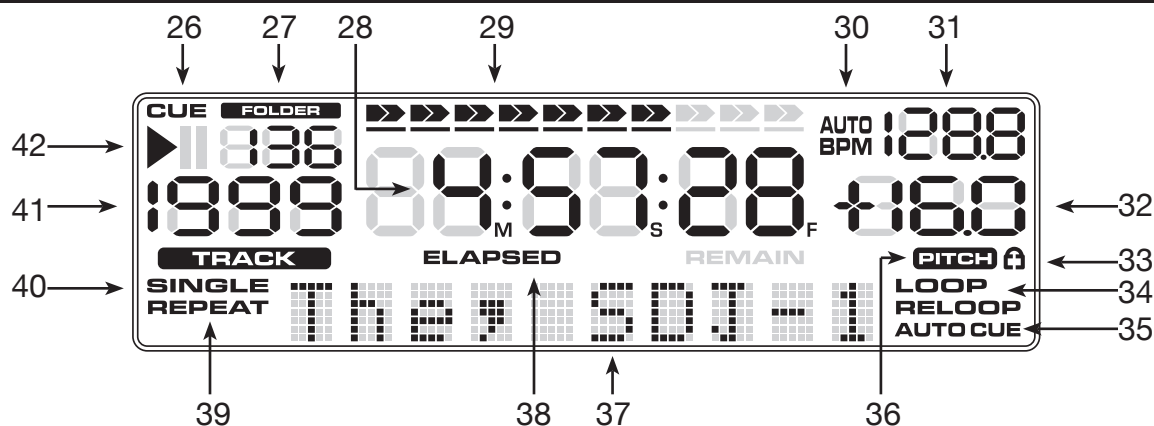 26 27 28 29 30 31
CUE FOLDER
AUTO BPM 128.8
42 136
41 1999 4:57:28 +16.0 32
M S F
TRACK ELAPSED REMAIN PITCH 33
40 SINGLE LOOP 34
REPEAT SDJ-1 RELOOP
AUTO CUE 35
39 38 37 36